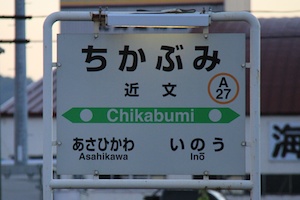 ちかぶみ
近文
A
27
Chikabumi
あさひかわ いのう
Asahikawa Inō
海